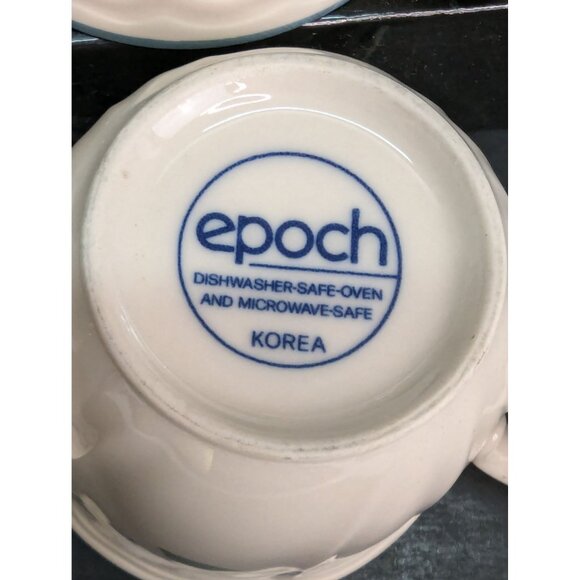 epoch
DISHWASHER-SAFE-OVEN
AND MICROWAVE-SAFE
KOREA